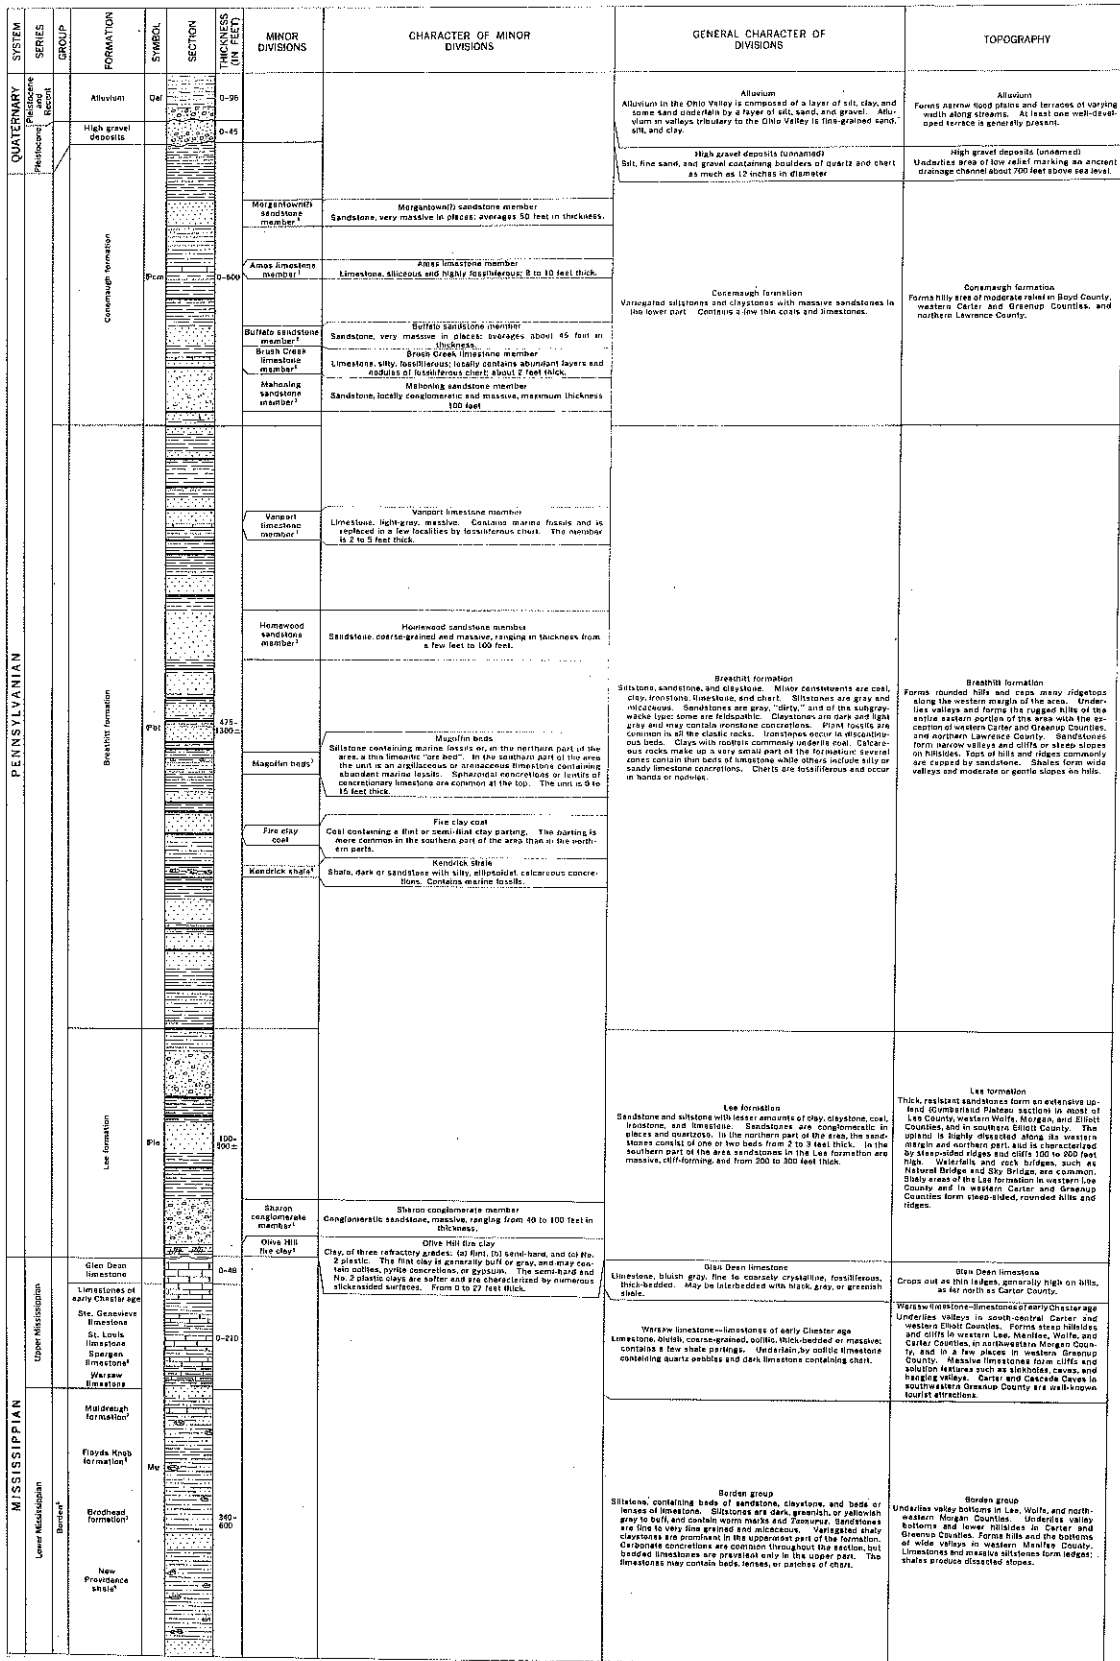 SYSTEM
SERIES
GROUP
FORMATION
SYMBOL
SECTION
THICKNESS
(IN FEET)
MINOR
DIVISIONS
CHARACTER OF MINOR
DIVISIONS
GENERAL CHARACTER OF
DIVISIONS
TOPOGRAPHY
QUATERNARY
Pleistocene
and
Recent
Alluvium
Qal
0-96
Alluvium
Alluvium in the Ohio Valley is composed of a layer of silt, clay, and
some sand underlain by a layer of silt, sand, and gravel. Allu-
vium in valleys tributary to the Ohio Valley is fine-grained sand,
silt, and clay.
Alluvium
Forms narrow flood plains and terraces of varying
width along streams. At least one well-devel-
oped terrace is generally present.
Pleistocene
High gravel
deposits
0-45
High gravel deposits (unnamed)
Silt, fine sand, and gravel containing boulders of quartz and chert
as much as 12 inches in diameter
High gravel deposits (unnamed)
Underlies area of low relief marking an ancient
drainage channel about 700 feet above sea level.
PENNSYLVANIAN
Conemaugh formation
Pcm
0-500
Morgantown(?)
sandstone
member
Morgantown(?) sandstone member
Sandstone, very massive in places; averages 50 feet in thickness.
Ames limestone
member
Ames limestone member
Limestone, siliceous and highly fossiliferous; 8 to 10 feet thick.
Buffalo sandstone
member
Buffalo sandstone member
Sandstone, very massive in places; averages about 45 feet in
thickness.
Brush Creek
limestone
member
Brush Creek limestone member
Limestone, silty, fossiliferous; locally contains abundant layers and
nodules of fossiliferous chert; about 2 feet thick.
Mahoning
sandstone
member
Mahoning sandstone member
Sandstone, locally conglomeratic and massive, maximum thickness
100 feet
Conemaugh formation
Variegated siltstones and claystones with massive sandstones in
the lower part. Contains a few thin coals and limestones.
Conemaugh formation
Forms hilly area of moderate relief in Boyd County,
western Carter and Greenup Counties, and
northern Lawrence County.
Breathitt formation
Pbt
475-
1300±
Vanport
limestone
member
Vanport limestone member
Limestone, light-gray, massive. Contains marine fossils and is
replaced in a few localities by fossiliferous chert. The member
is 2 to 5 feet thick.
Homewood
sandstone
member
Homewood sandstone member
Sandstone, coarse-grained and massive, ranging in thickness from
a few feet to 100 feet.
Magoffin beds
Magoffin beds
Siltstone containing marine fossils or, in the northern part of the
area, a thin limonitic "ore bed". In the southern part of the area
the unit is an argillaceous or arenaceous limestone containing
abundant marine fossils. Spheroidal concretions or lentils of
concretionary limestone are common at the top. The unit is 0 to
15 feet thick.
Fire clay
coal
Fire clay coal
Coal containing a flint or semi-flint clay parting. The parting is
more common in the southern part of the area than in the north-
ern parts.
Kendrick shale
Kendrick shale
Shale, dark or sandstone with silty, ellipsoidal, calcareous concre-
tions. Contains marine fossils.
Breathitt formation
Siltstone, sandstone, and claystone. Minor constituents are coal,
clay, ironstone, limestone, and chert. Siltstones are gray and
micaceous. Sandstones are gray, "dirty," and of the subgray-
wacke type; some are feldspathic. Claystones are dark and light
gray and may contain ironstone concretions. Plant fossils are
common in all the clastic rocks. Ironstones occur in discontinu-
ous beds. Clays with rootlets commonly underlie coal. Calcare-
ous rocks make up a very small part of the formation; several
zones contain thin beds of limestone while others include silty or
sandy limestone concretions. Cherts are fossiliferous and occur
in bands or nodules.
Breathitt formation
Forms rounded hills and caps many ridgetops
along the western margin of the area. Under-
lies valleys and forms the rugged hills of the
entire eastern portion of the area with the ex-
ception of western Carter and Greenup Counties,
and northern Lawrence County. Sandstones
form narrow valleys and cliffs or steep slopes
on hillsides. Tops of hills and ridges commonly
are capped by sandstone. Shales form wide
valleys and moderate or gentle slopes on hills.
Lee formation
Ple
100-
900±
Sharon
conglomerate
member
Sharon conglomerate member
Conglomeratic sandstone, massive, ranging from 40 to 100 feet in
thickness.
Olive Hill
fire clay
Olive Hill fire clay
Clay, of three refractory grades: (a) flint, (b) semi-hard, and (c) No.
2 plastic. The flint clay is generally buff or gray, and may con-
tain oolites, pyrite concretions, or gypsum. The semi-hard and
No. 2 plastic clays are softer and are characterized by numerous
slickensided surfaces. From 0 to 27 feet thick.
Lee formation
Sandstone and siltstone with lesser amounts of clay, claystone, coal,
ironstone, and limestone. Sandstones are conglomeratic in
places and quartzose. In the northern part of the area, the sand-
stones consist of one or two beds from 2 to 3 feet thick. In the
southern part of the area sandstones in the Lee formation are
massive, cliff-forming, and from 200 to 300 feet thick.
Lee formation
Thick, resistant sandstones form an extensive up-
land (Cumberland Plateau section) in most of
Lee County, western Wolfe, Morgan, and Elliott
Counties, and in southern Elliott County. The
upland is highly dissected along its western
margin and northern part, and is characterized
by steep-sided ridges and cliffs 100 to 200 feet
high. Waterfalls and rock bridges, such as
Natural Bridge and Sky Bridge, are common.
Shaly areas of the Lee formation in western Lee
County and in western Carter and Greenup
Counties form steep-sided, rounded hills and
ridges.
MISSISSIPPIAN
Upper Mississippian
Glen Dean
limestone
0-48
Glen Dean limestone
Limestone, bluish gray, fine to coarsely crystalline, fossiliferous,
thick-bedded. May be interbedded with black, gray, or greenish
shale.
Glen Dean limestone
Crops out as thin ledges, generally high on hills,
as far north as Carter County.
Limestones of
early Chester age
Ste. Genevieve
limestone
St. Louis
limestone
Spergen
limestone
Warsaw
limestone
0-210
Warsaw limestone—limestones of early Chester age
Limestone, bluish, coarse-grained, oolitic, thick-bedded or massive;
contains a few shale partings. Underlain by oolitic limestone
containing quartz pebbles and dark limestone containing chert.
Warsaw limestone—limestones of early Chester age
Underlies valleys in south-central Carter and
western Elliott Counties. Forms steep hillsides
and cliffs in western Lee, Menifee, Wolfe, and
Carter Counties, in northwestern Morgan Coun-
ty, and in a few places in western Greenup
County. Massive limestones form cliffs and
solution features such as sinkholes, caves, and
hanging valleys. Carter and Cascade Caves in
southwestern Greenup County are well-known
tourist attractions.
Lower Mississippian
Borden
Muldraugh
formation
Floyds Knob
formation
Brodhead
formation
New
Providence
shale
340-
600
Borden group
Siltstone, containing beds of sandstone, claystone, and beds or
lenses of limestone. Siltstones are dark, greenish, or yellowish
gray to buff, and contain worm marks and Taonurus. Sandstones
are fine to very fine grained and micaceous. Variegated shaly
claystones are prominent in the uppermost part of the formation.
Carbonate concretions are common throughout the section, but
bedded limestones are prevalent only in the upper part. The
limestones may contain beds, lenses, or patches of chert.
Borden group
Underlies valley bottoms in Lee, Wolfe, and north-
western Morgan Counties. Underlies valley
bottoms and lower hillsides in Carter and
Greenup Counties. Forms hills and the bottoms
of wide valleys in western Menifee County.
Limestones and massive siltstones form ledges;
shales produce dissected slopes.